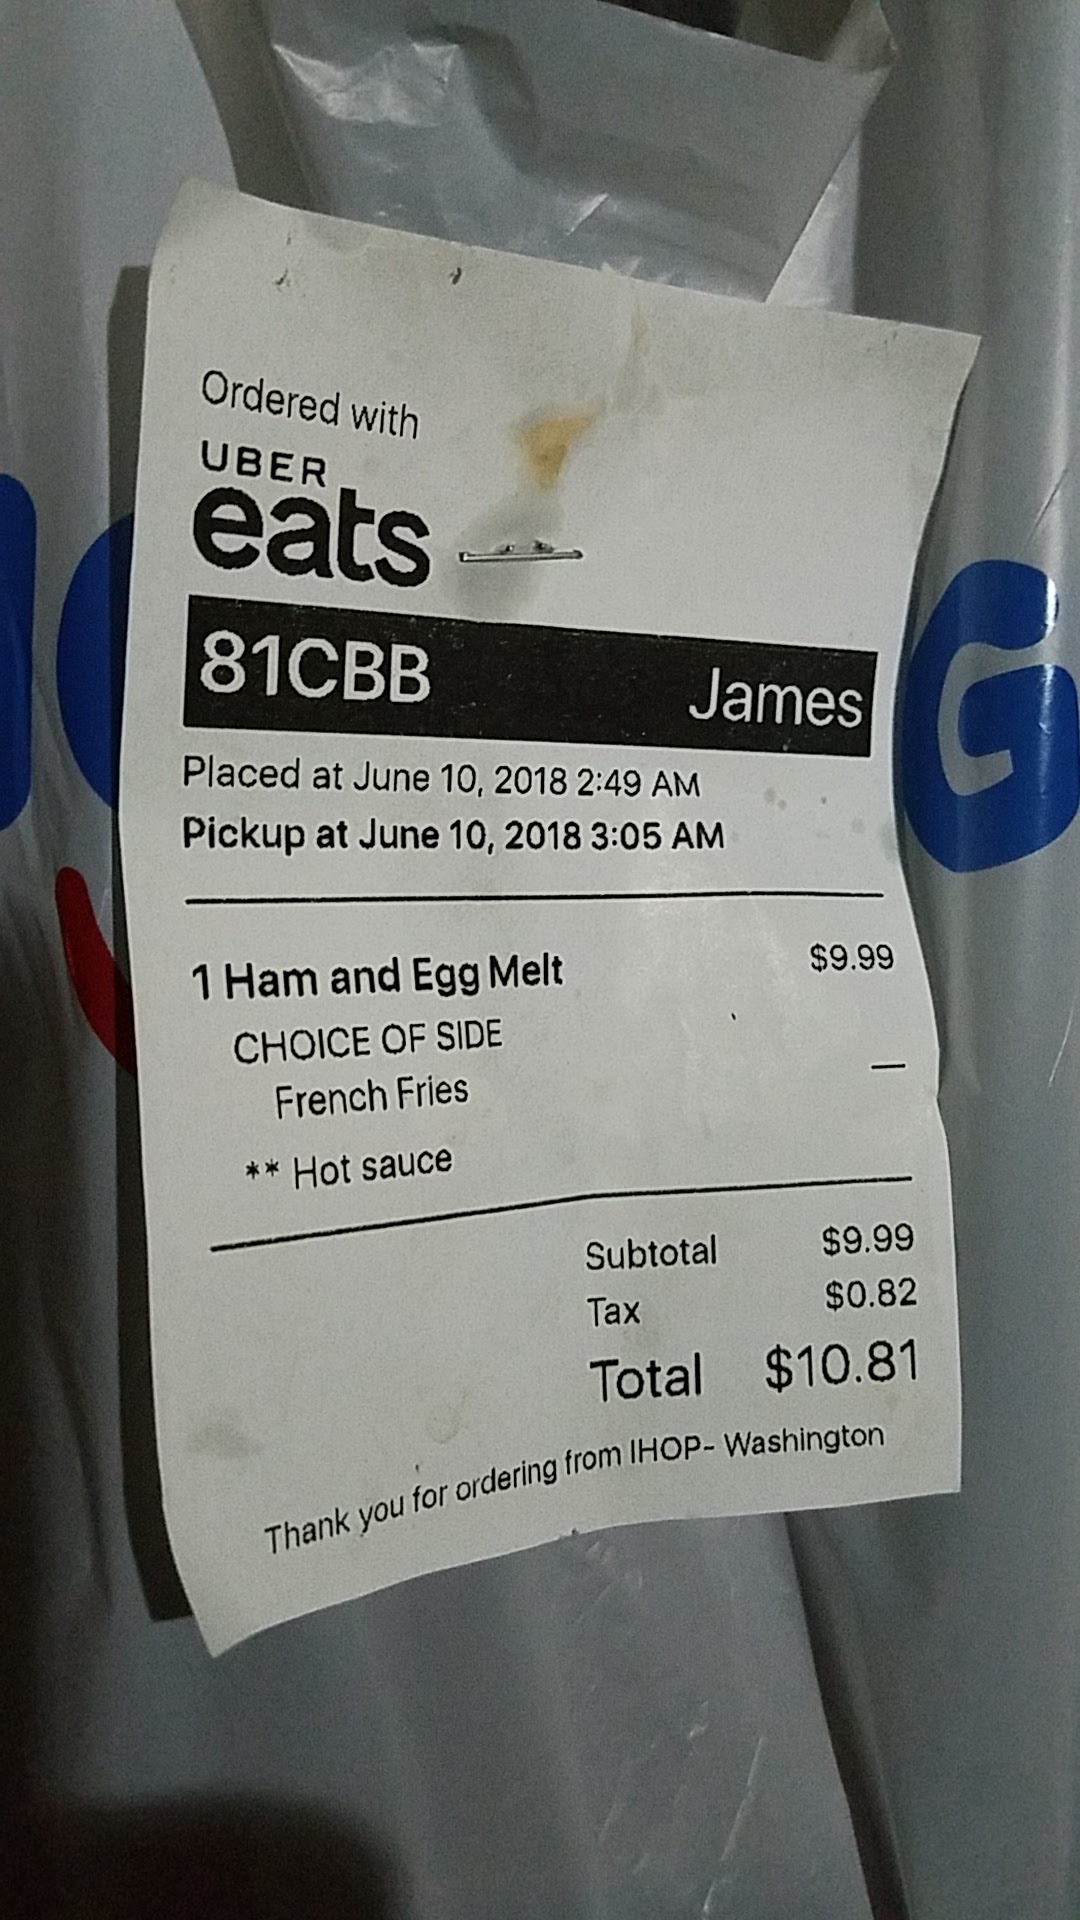 Ordered with
UBER
eats
81CBB James
Placed at June 10, 2018 2:49 AM
Pickup at June 10, 2018 3:05 AM
1 Ham and Egg Melt $9.99
CHOICE OF SIDE
French Fries —
** Hot sauce
Subtotal $9.99
Tax $0.82
Total $10.81
Thank you for ordering from IHOP- Washington